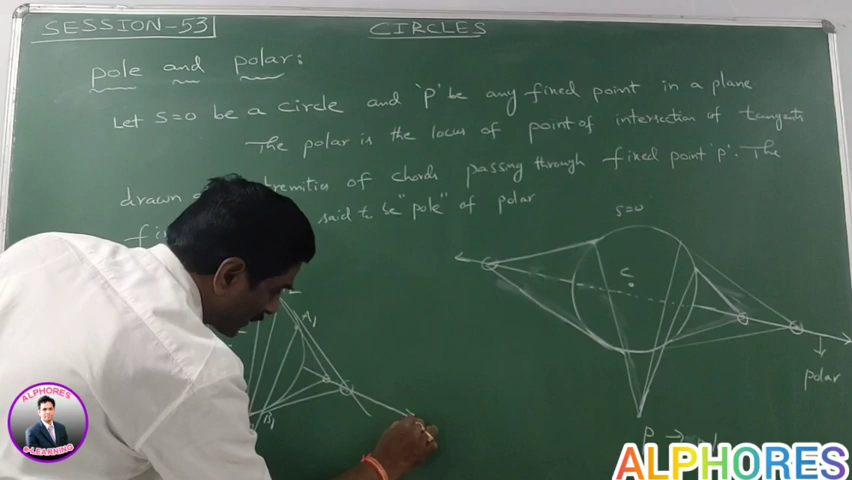 SESSION-53
CIRCLES
pole and polar:
Let S=0 be a circle and 'P' be any fixed point in a plane
The polar is the locus of point of intersection of tangents
drawn at extremities of chords passing through fixed point 'P'. The
said to be "pole" of polar
S=0
C
A1
B1
polar
P →
ALPHORES
e-LEARNING
ALPHORES